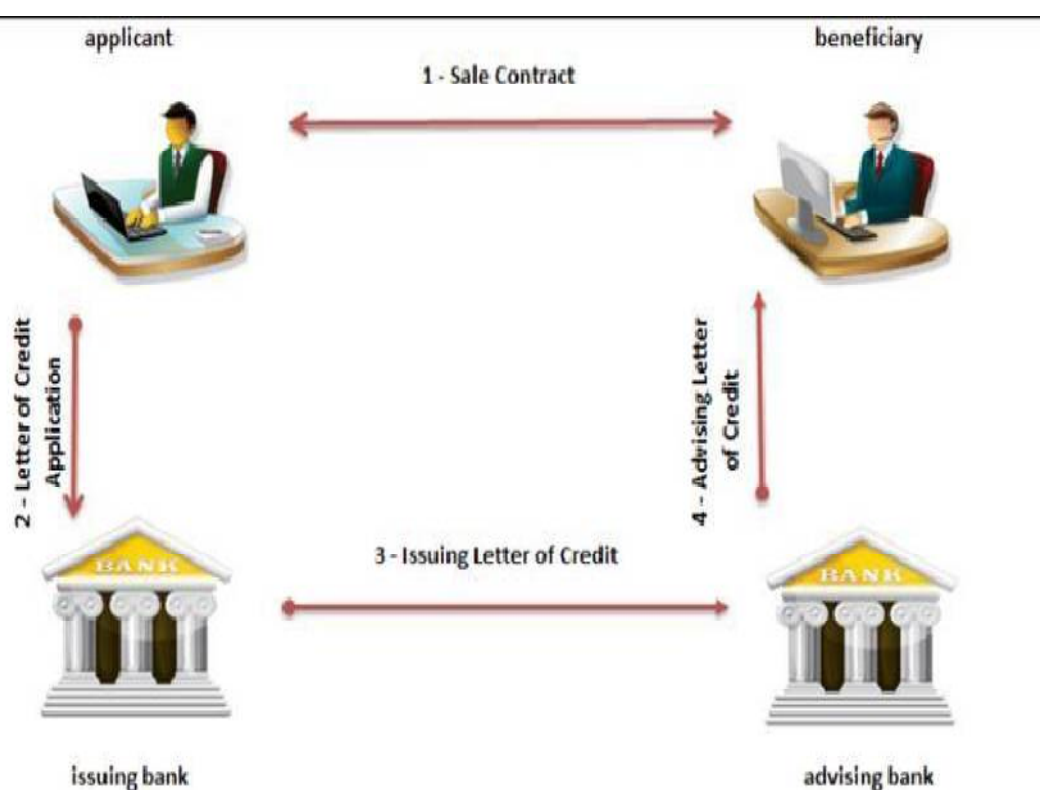 applicant
beneficiary
1 - Sale Contract
2 - Letter of Credit
Application
4 - Advising Letter
of Credit
3 - Issuing Letter of Credit
BANK
BANK
issuing bank
advising bank